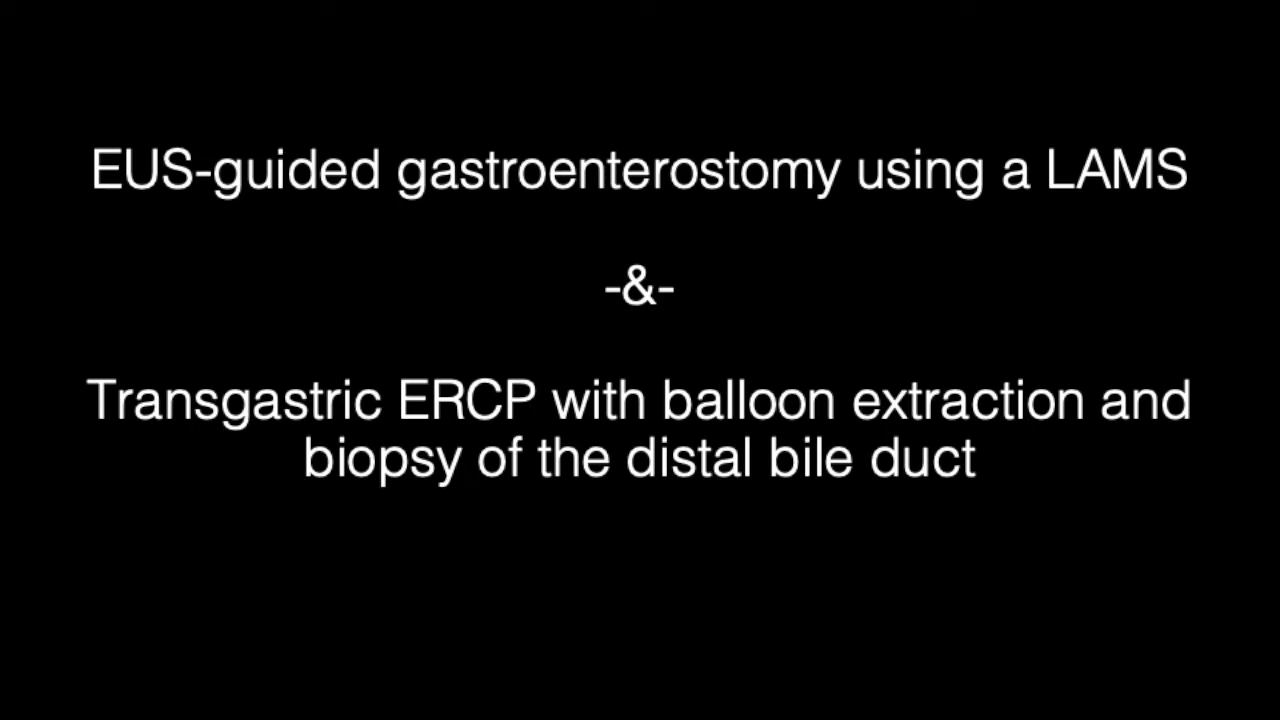 EUS-guided gastroenterostomy using a LAMS
-&-
Transgastric ERCP with balloon extraction and
biopsy of the distal bile duct